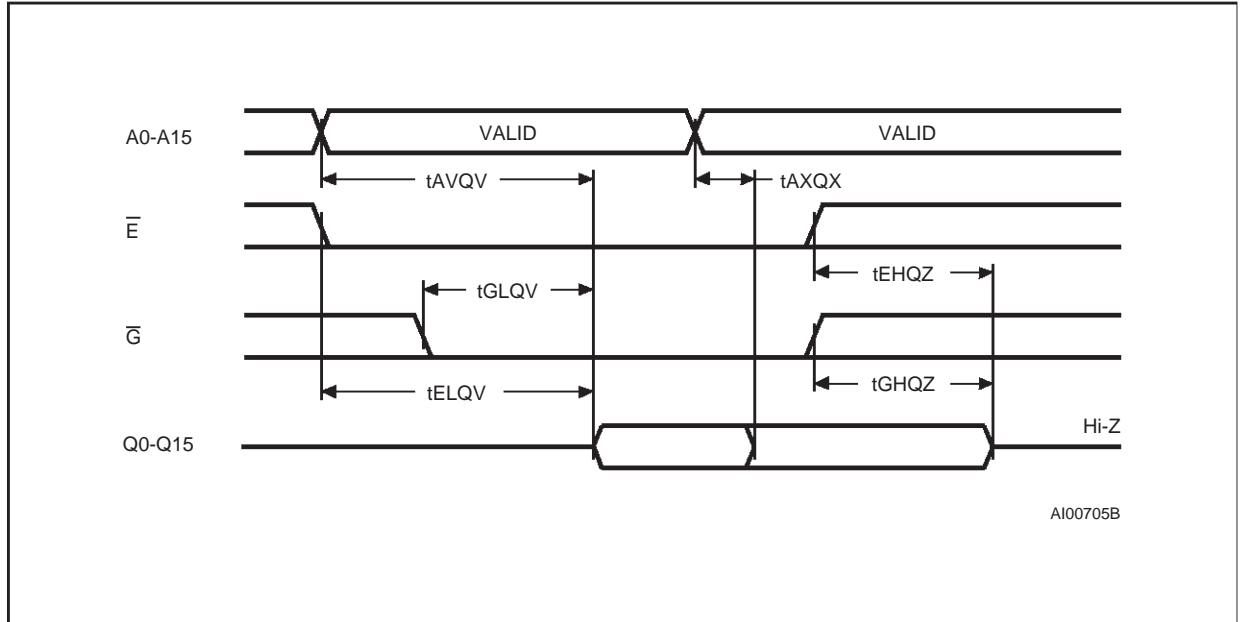 A0-A15
VALID
VALID
tAVQV
tAXQX
E̅
tEHQZ
tGLQV
G̅
tGHQZ
tELQV
Hi-Z
Q0-Q15
AI00705B